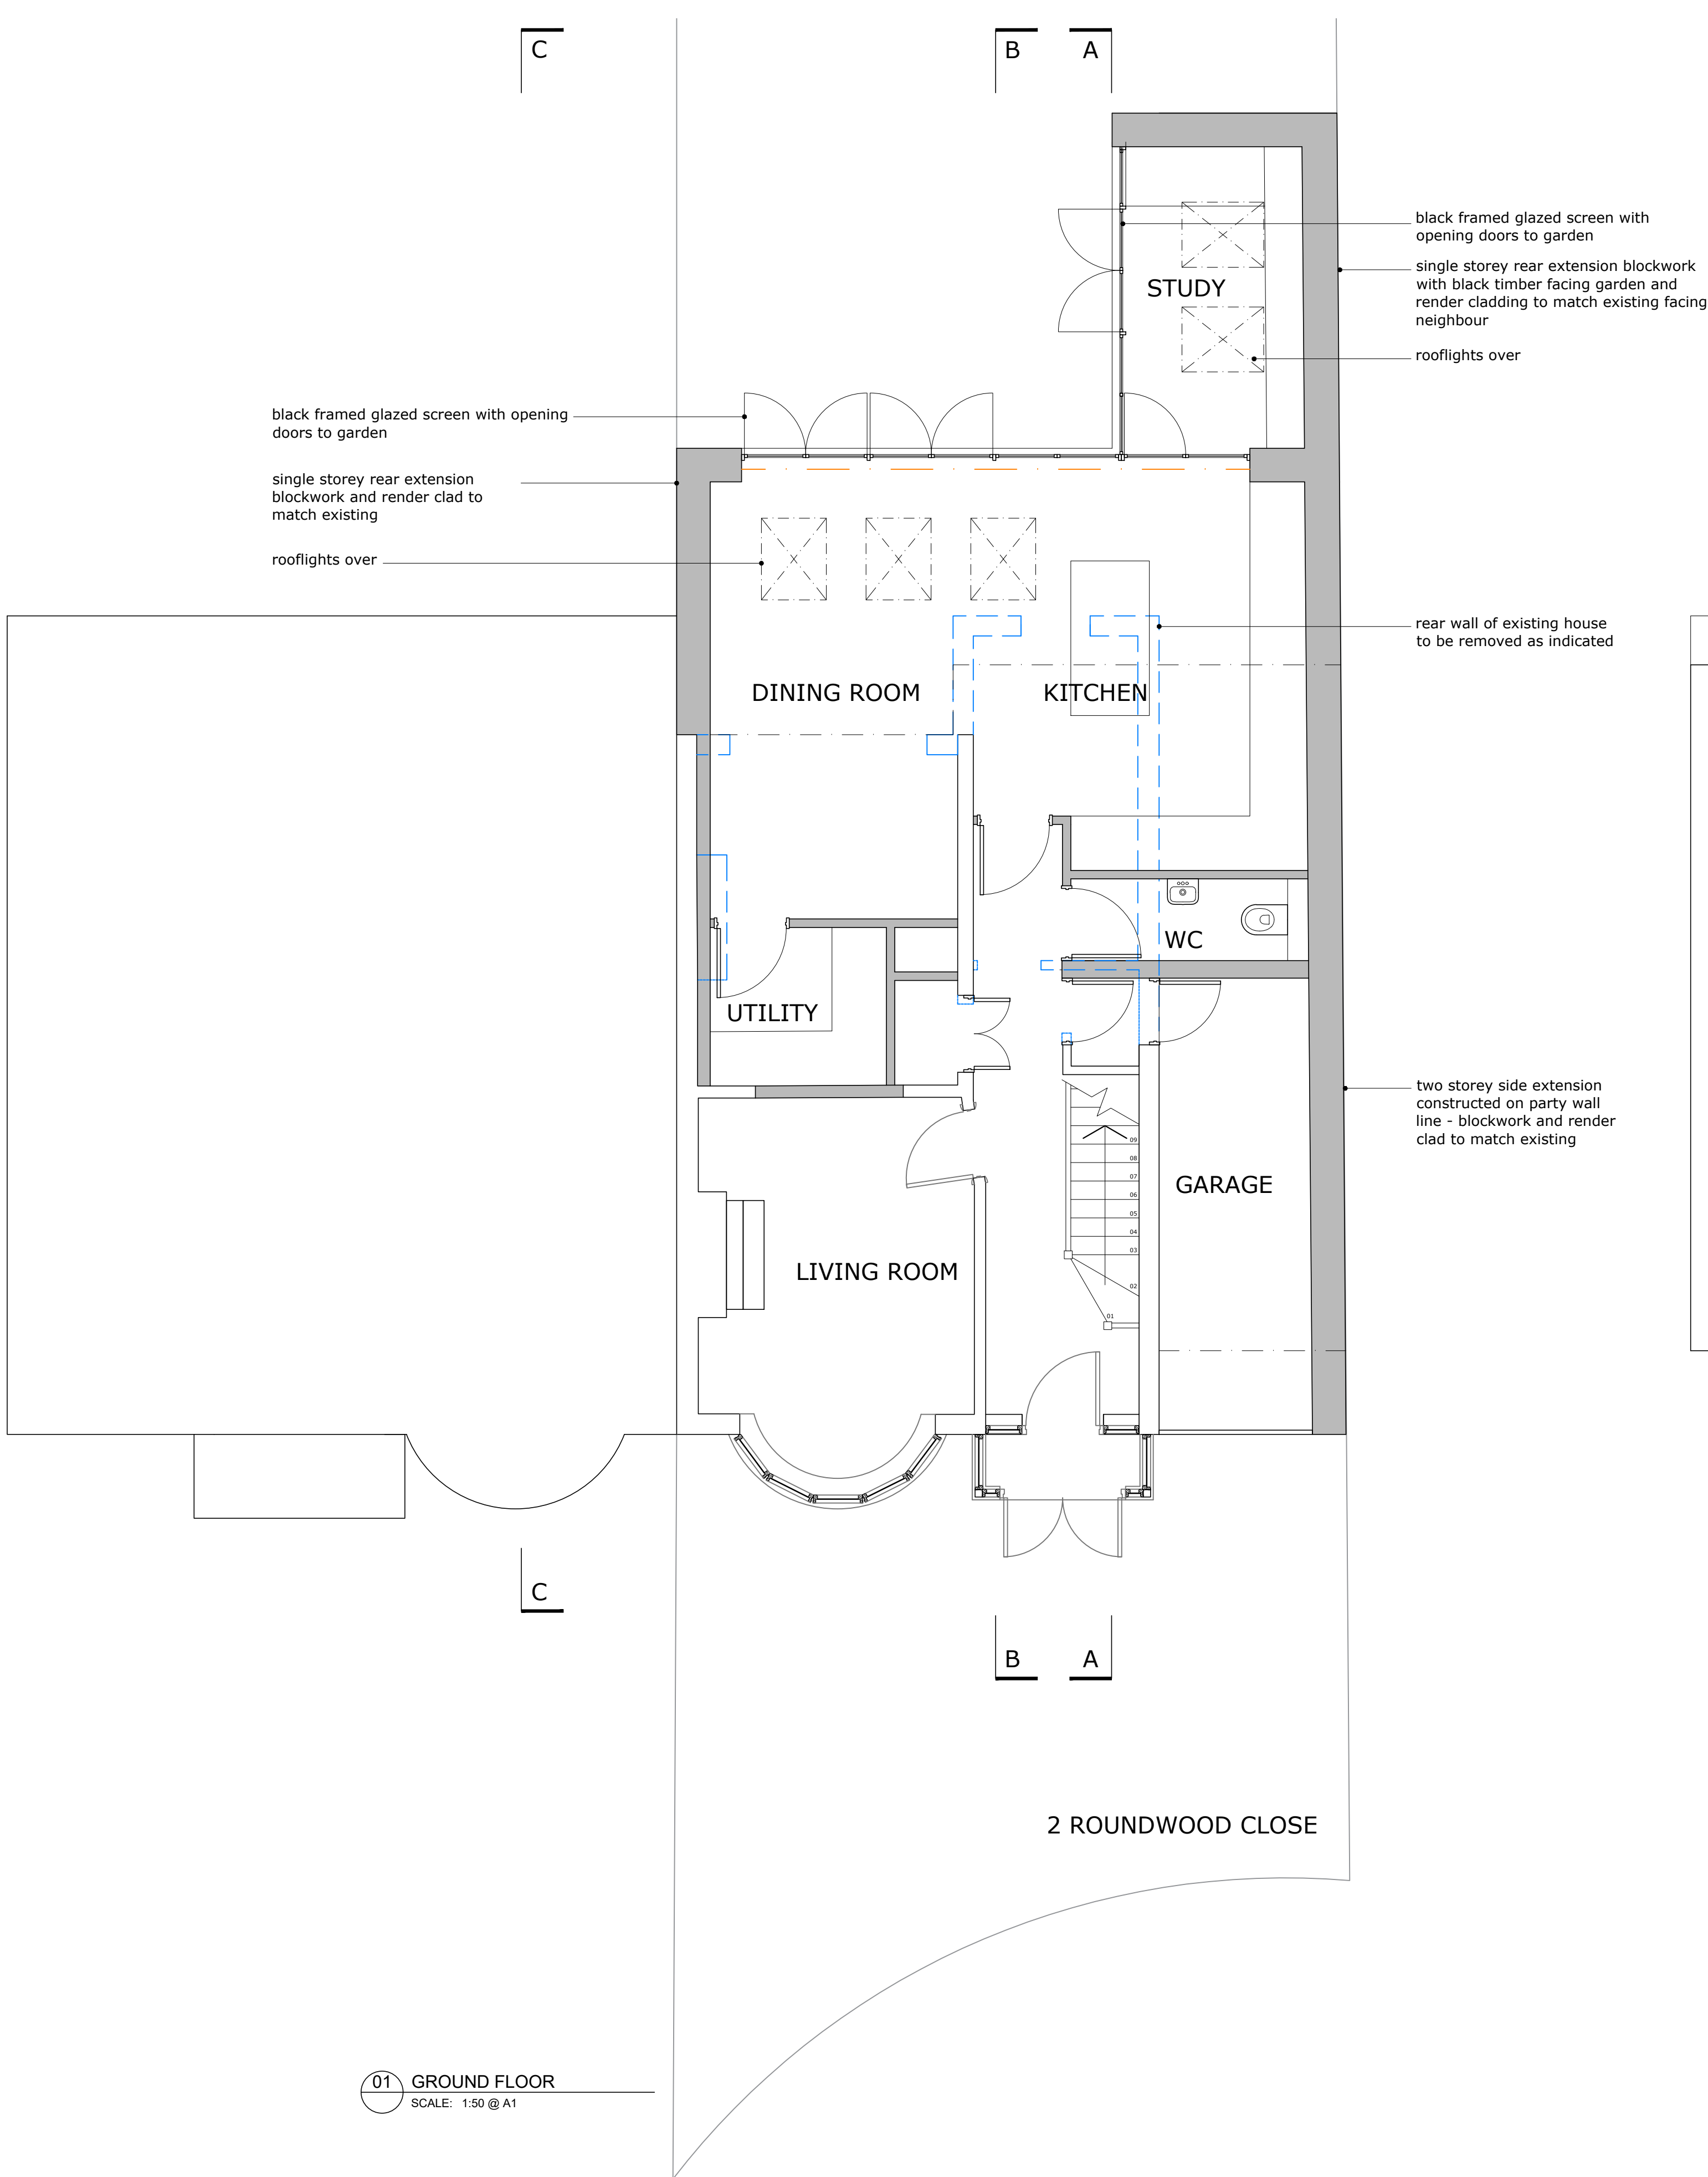 C
B
A
black framed glazed screen with
opening doors to garden
single storey rear extension blockwork
with black timber facing garden and
render cladding to match existing facing
neighbour
STUDY
rooflights over
black framed glazed screen with opening
doors to garden
single storey rear extension
blockwork and render clad to
match existing
rooflights over
rear wall of existing house
to be removed as indicated
DINING ROOM
KITCHEN
WC
UTILITY
two storey side extension
constructed on party wall
line - blockwork and render
clad to match existing
09
08
07
06
05
04
03
02
01
GARAGE
LIVING ROOM
C
B
A
2 ROUNDWOOD CLOSE
01
GROUND FLOOR
SCALE: 1:50 @ A1